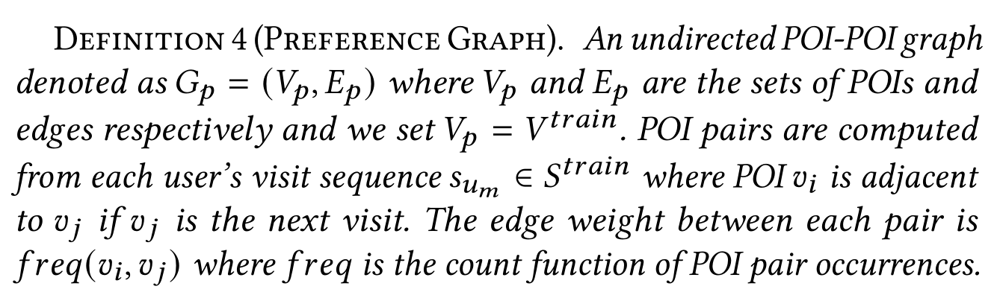 Definition 4 (Preference Graph). An undirected POI-POI graph
denoted as G_p = (V_p, E_p) where V_p and E_p are the sets of POIs and
edges respectively and we set V_p = V^{train}. POI pairs are computed
from each user's visit sequence s_{u_m} ∈ S^{train} where POI v_i is adjacent
to v_j if v_j is the next visit. The edge weight between each pair is
freq(v_i, v_j) where freq is the count function of POI pair occurrences.